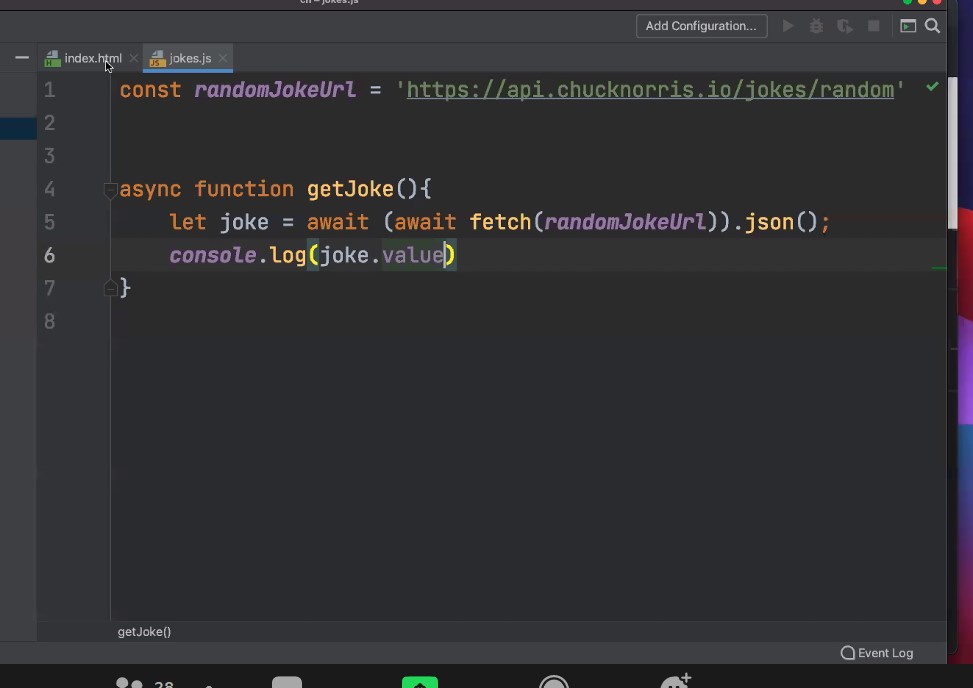 cn – jokes.js
Add Configuration...
index.html
jokes.js
1 const randomJokeUrl = 'https://api.chucknorris.io/jokes/random'
2
3
4 async function getJoke(){
5 let joke = await (await fetch(randomJokeUrl)).json();
6 console.log(joke.value)
7 }
8
getJoke()
Event Log
28